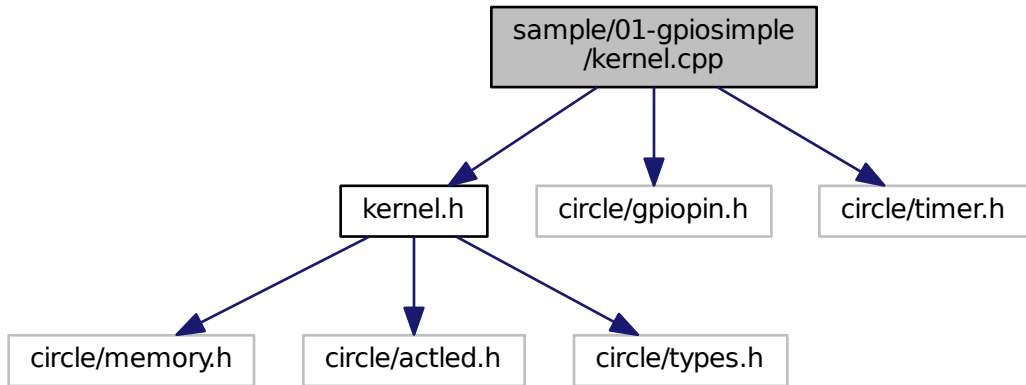 sample/01-gpiosimple
/kernel.cpp
kernel.h
circle/gpiopin.h
circle/timer.h
circle/memory.h
circle/actled.h
circle/types.h